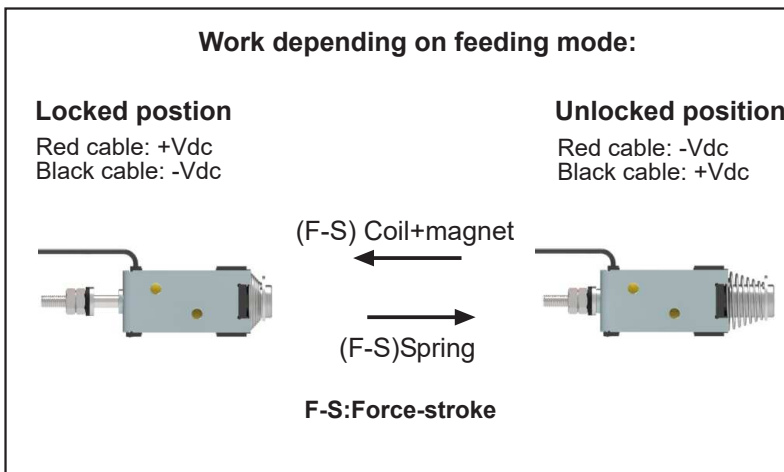 Work depending on feeding mode:
Locked postion
Red cable: +Vdc
Black cable: -Vdc
Unlocked position
Red cable: -Vdc
Black cable: +Vdc
(F-S) Coil+magnet
(F-S)Spring
F-S:Force-stroke